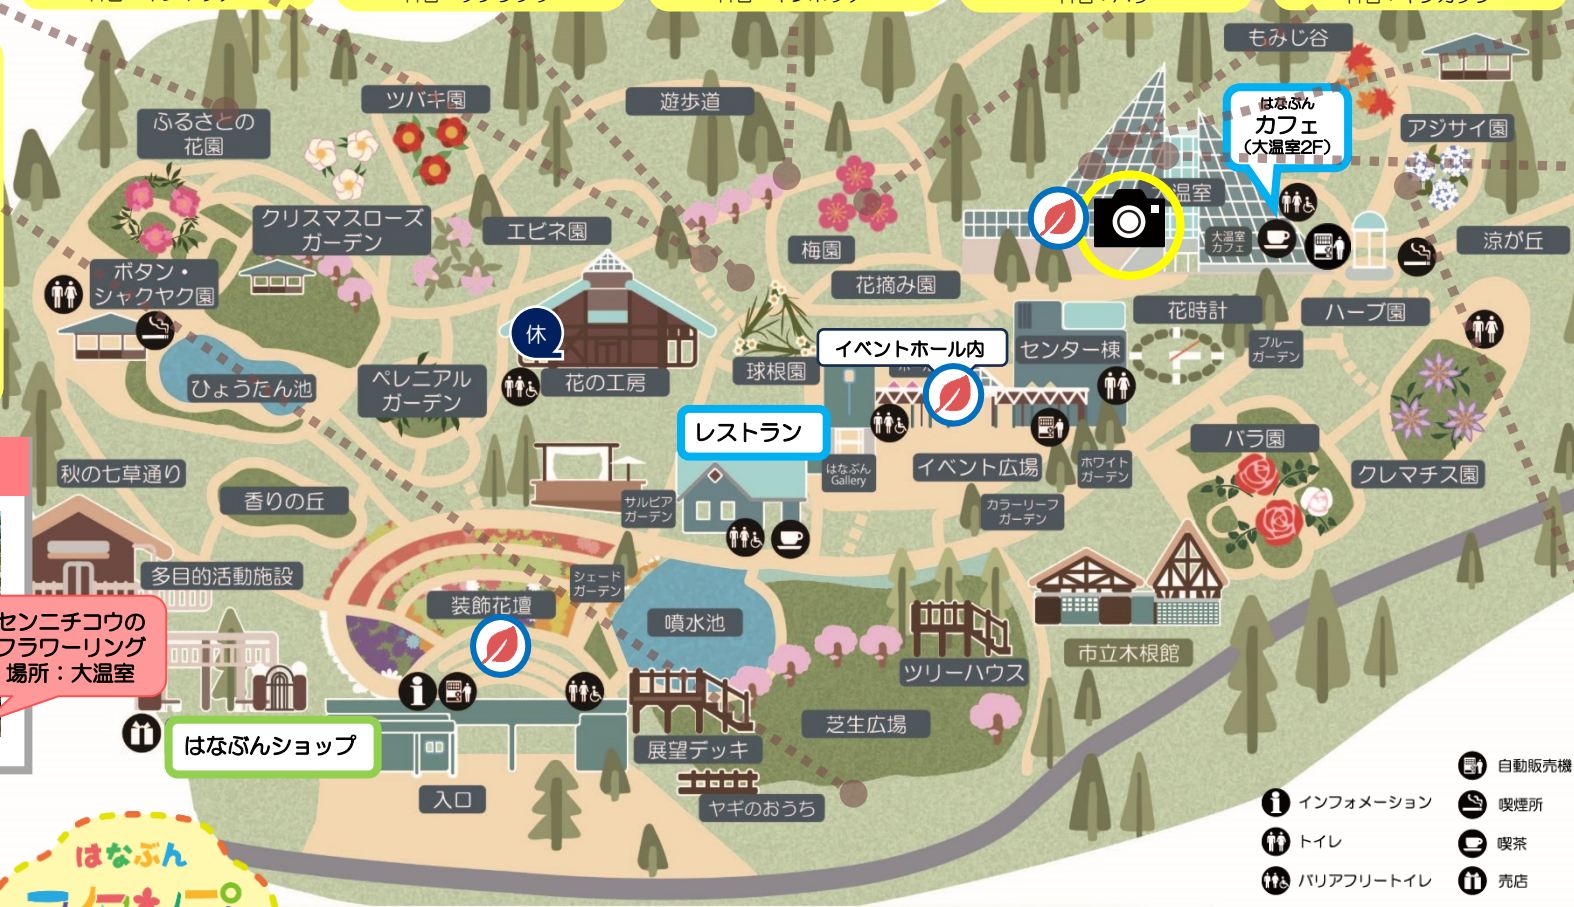 もみじ谷
はなぶん
カフェ
(大温室2F)
ツバキ園
遊歩道
ふるさとの
花園
アジサイ園
温室
クリスマスローズ
ガーデン
エビネ園
梅園
大温室
カフェ
涼が丘
ボタン・
シャクヤク園
花摘み園
花時計
ハーブ園
休
イベントホール内
センター棟
ブルー
ガーデン
ひょうたん池
ペレニアル
ガーデン
花の工房
球根園
レストラン
バラ園
秋の七草通り
香りの丘
はなぶん
Gallery
イベント広場
ホワイト
ガーデン
クレマチス園
サルビア
ガーデン
カラーリーフ
ガーデン
多目的活動施設
シェード
ガーデン
装飾花壇
噴水池
センニチコウの
フラワーリング
場所：大温室
ツリーハウス
市立木根館
はなぶんショップ
展望デッキ
芝生広場
入口
ヤギのおうち
自動販売機
インフォメーション
喫煙所
トイレ
喫茶
バリアフリートイレ
売店
はなぶん